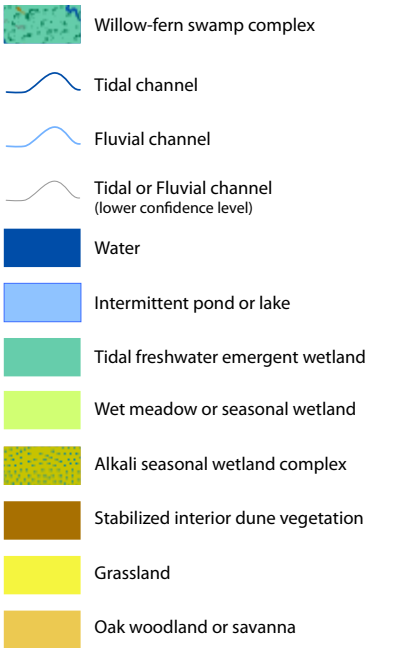 Willow-fern swamp complex
Tidal channel
Fluvial channel
Tidal or Fluvial channel
(lower confidence level)
Water
Intermittent pond or lake
Tidal freshwater emergent wetland
Wet meadow or seasonal wetland
Alkali seasonal wetland complex
Stabilized interior dune vegetation
Grassland
Oak woodland or savanna